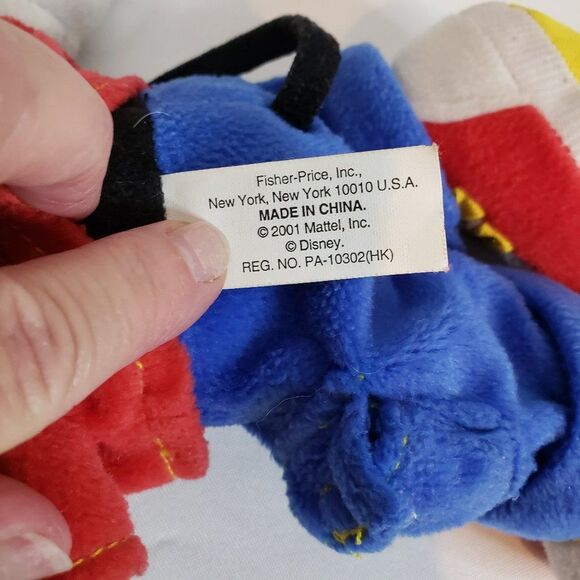 Fisher-Price, Inc.,
New York, New York 10010 U.S.A.
MADE IN CHINA.
© 2001 Mattel, Inc.
© Disney.
REG. NO. PA-10302(HK)